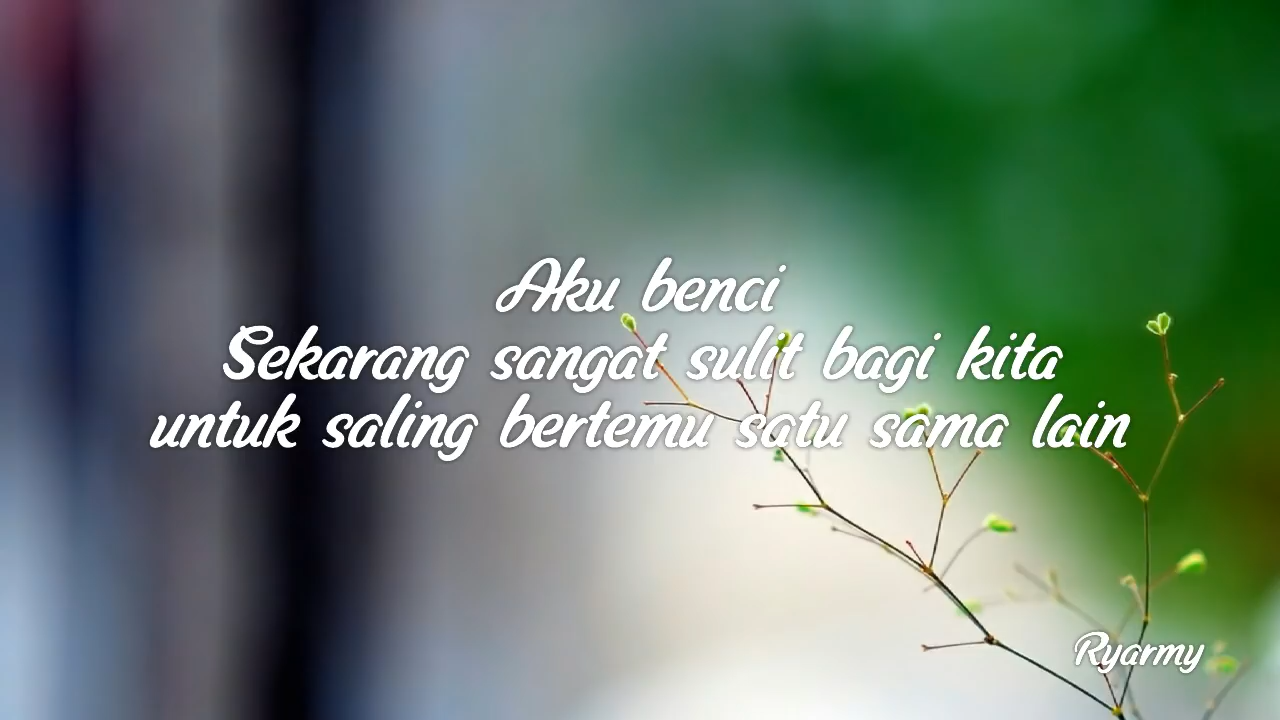 Aku benci
Sekarang sangat sulit bagi kita
untuk saling bertemu satu sama lain
Ryarmy